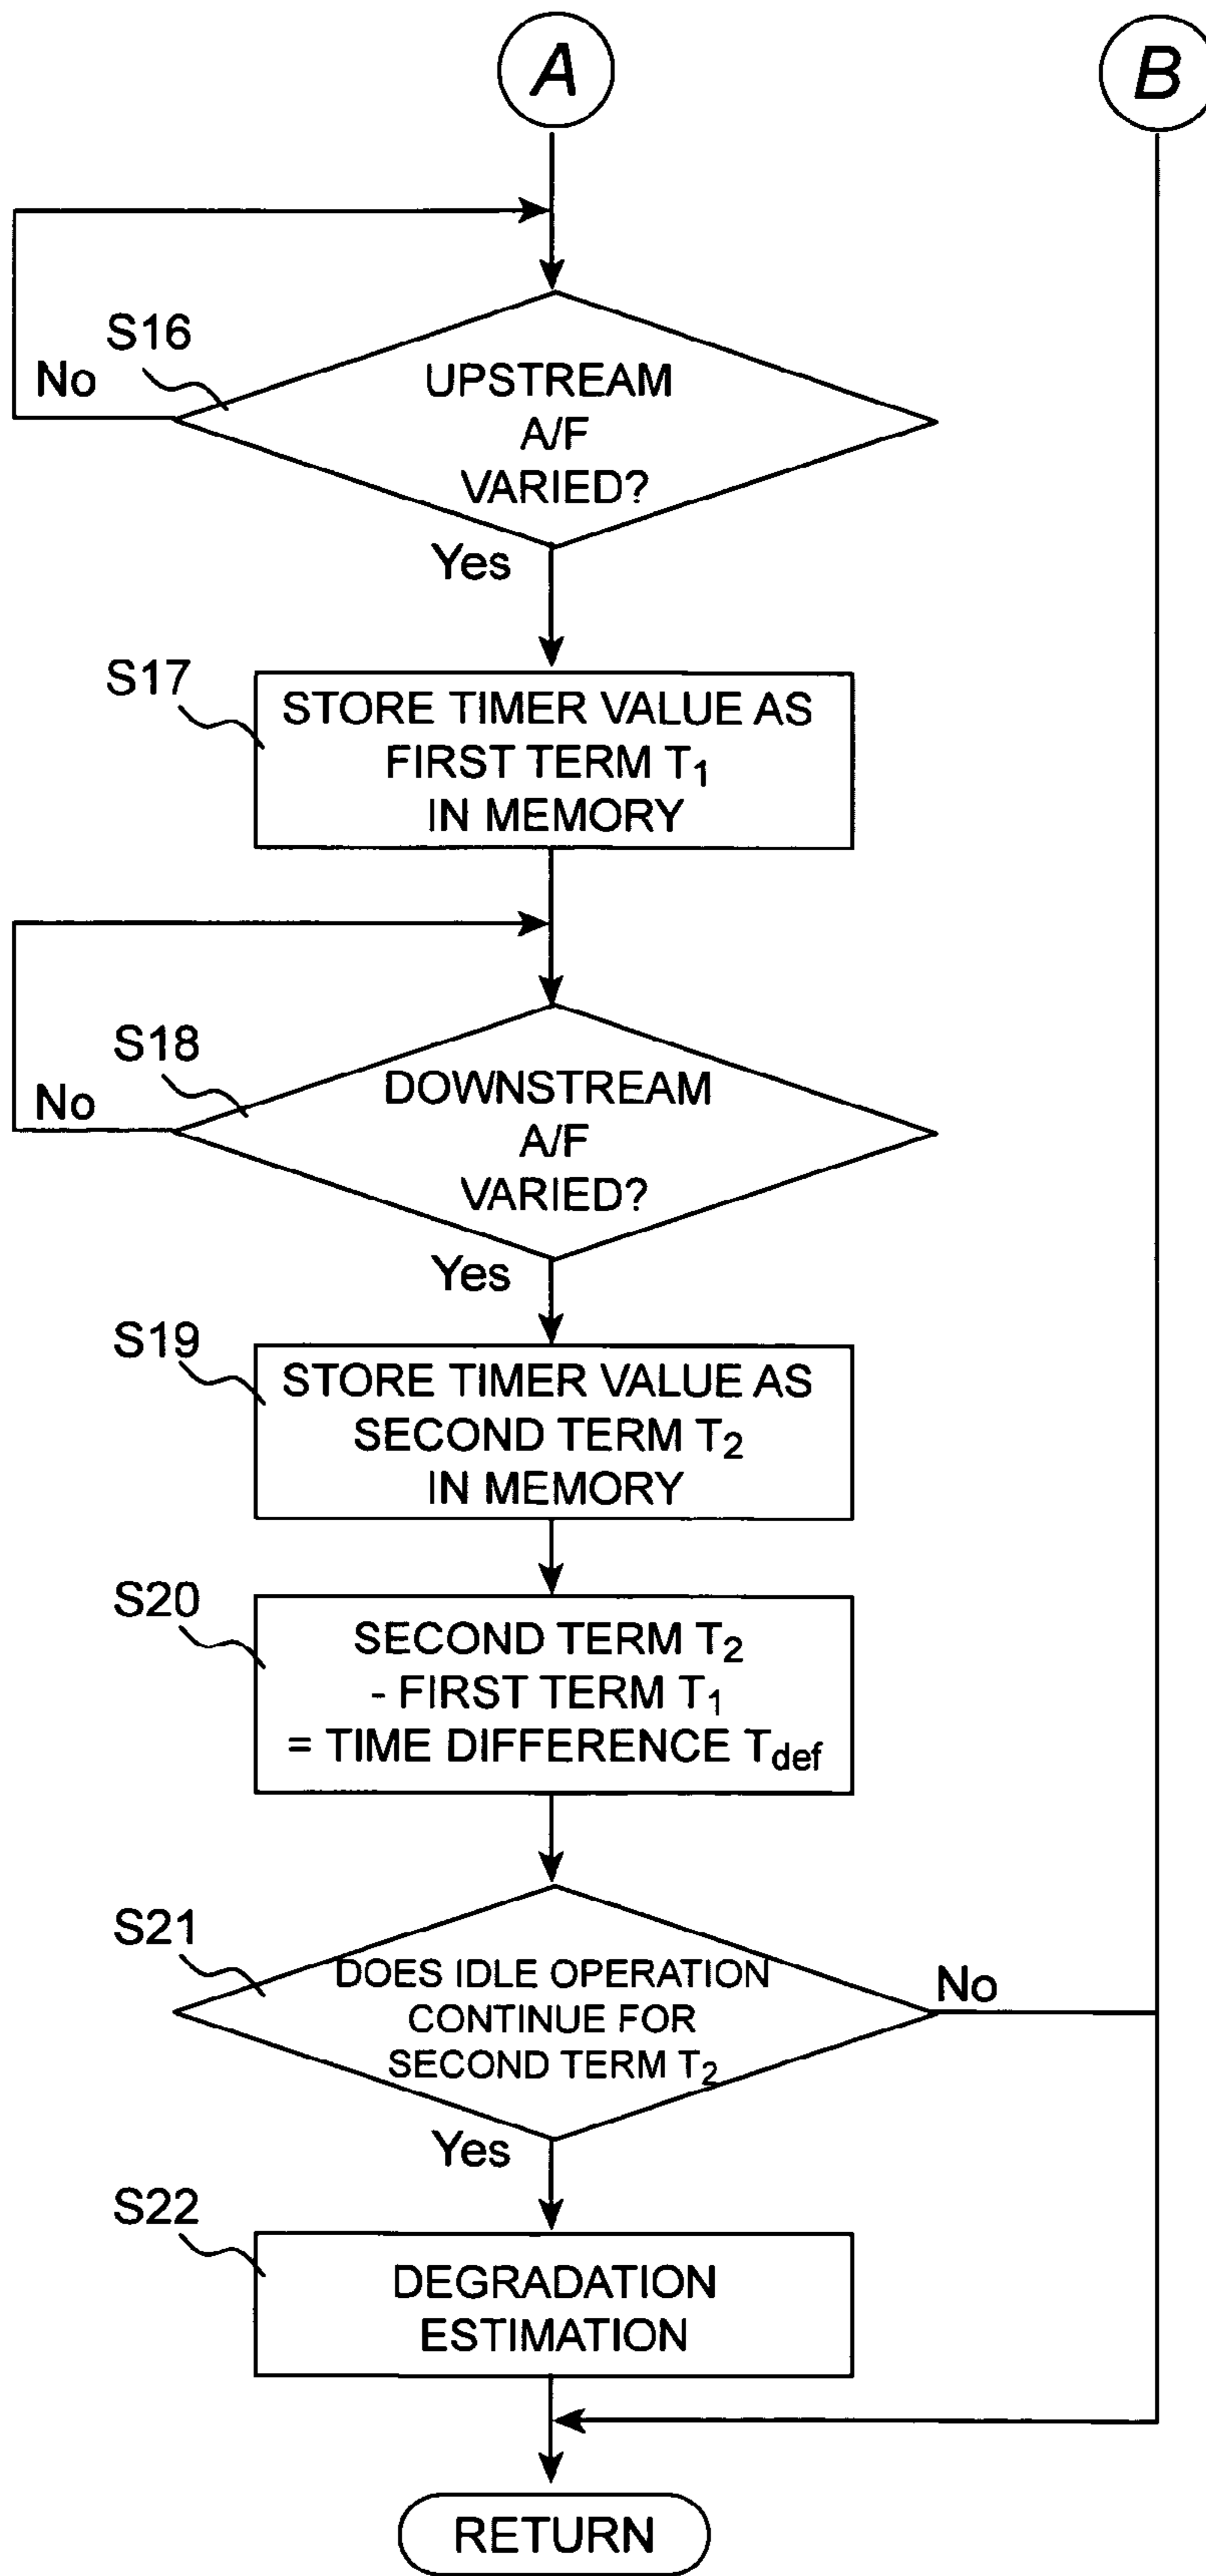 A
B
S16
No
UPSTREAM
A/F
VARIED?
Yes
S17
STORE TIMER VALUE AS
FIRST TERM T1
IN MEMORY
S18
No
DOWNSTREAM
A/F
VARIED?
Yes
S19
STORE TIMER VALUE AS
SECOND TERM T2
IN MEMORY
S20
SECOND TERM T2
- FIRST TERM T1
= TIME DIFFERENCE Tdef
S21
DOES IDLE OPERATION
CONTINUE FOR
SECOND TERM T2
No
Yes
S22
DEGRADATION
ESTIMATION
RETURN